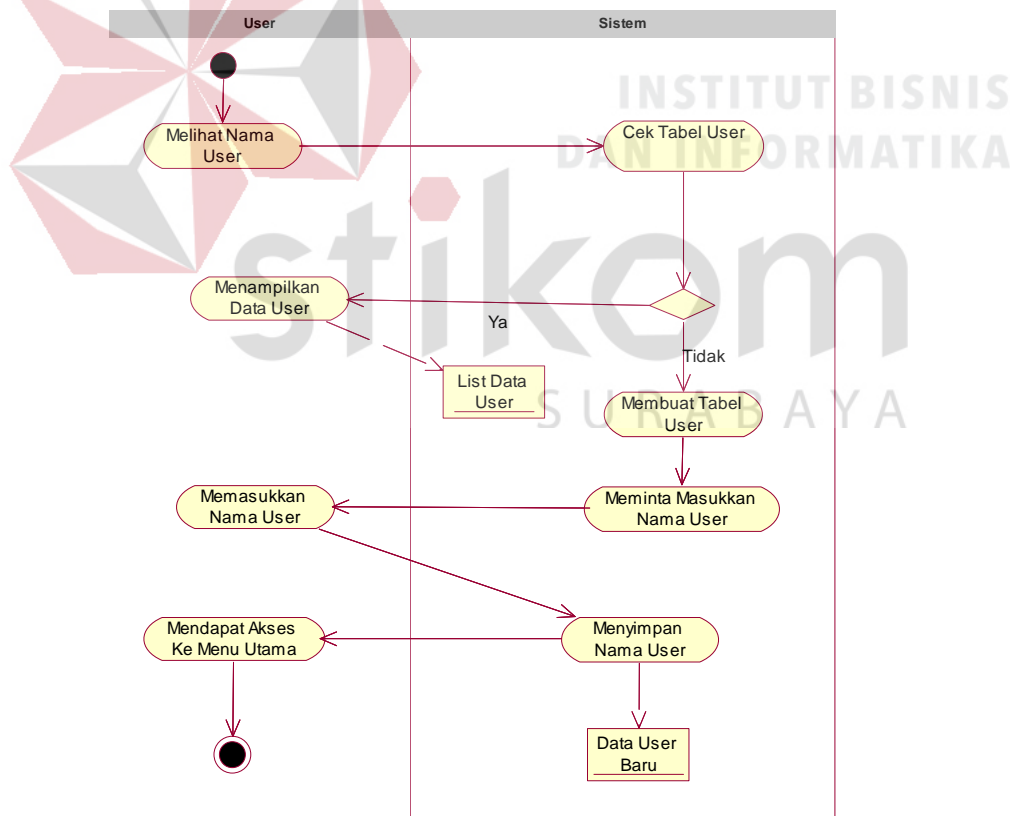 User
Sistem
INSTITUT BISNIS
DAN INFORMATIKA
Melihat Nama
User
Cek Tabel User
stikom
SURABAYA
Menampilkan
Data User
Ya
Tidak
List Data
User
Membuat Tabel
User
Memasukkan
Nama User
Meminta Masukkan
Nama User
Mendapat Akses
Ke Menu Utama
Menyimpan
Nama User
Data User
Baru